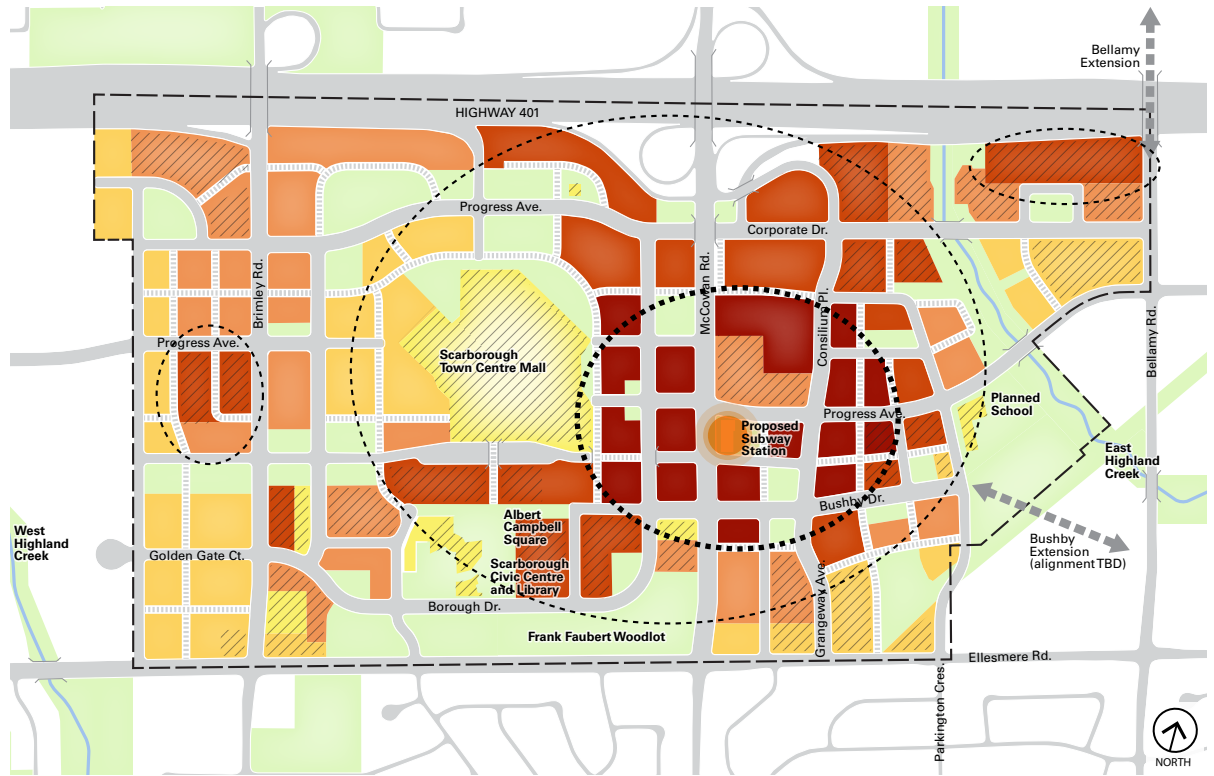 Bellamy
Extension
HIGHWAY 401
Progress Ave.
Corporate Dr.
Brimley Rd.
McCowan Rd.
Consilium Pl.
Bellamy Rd.
Progress Ave.
Scarborough
Town Centre Mall
Planned
School
Progress Ave.
Proposed
Subway
Station
East
Highland
Creek
Bushby Dr.
West
Highland
Creek
Albert
Campbell
Square
Golden Gate Ct.
Bushby
Extension
(alignment TBD)
Scarborough
Civic Centre
and Library
Borough Dr.
Grangeway Ave.
Frank Faubert Woodlot
Ellesmere Rd.
Parkington Cres.
NORTH